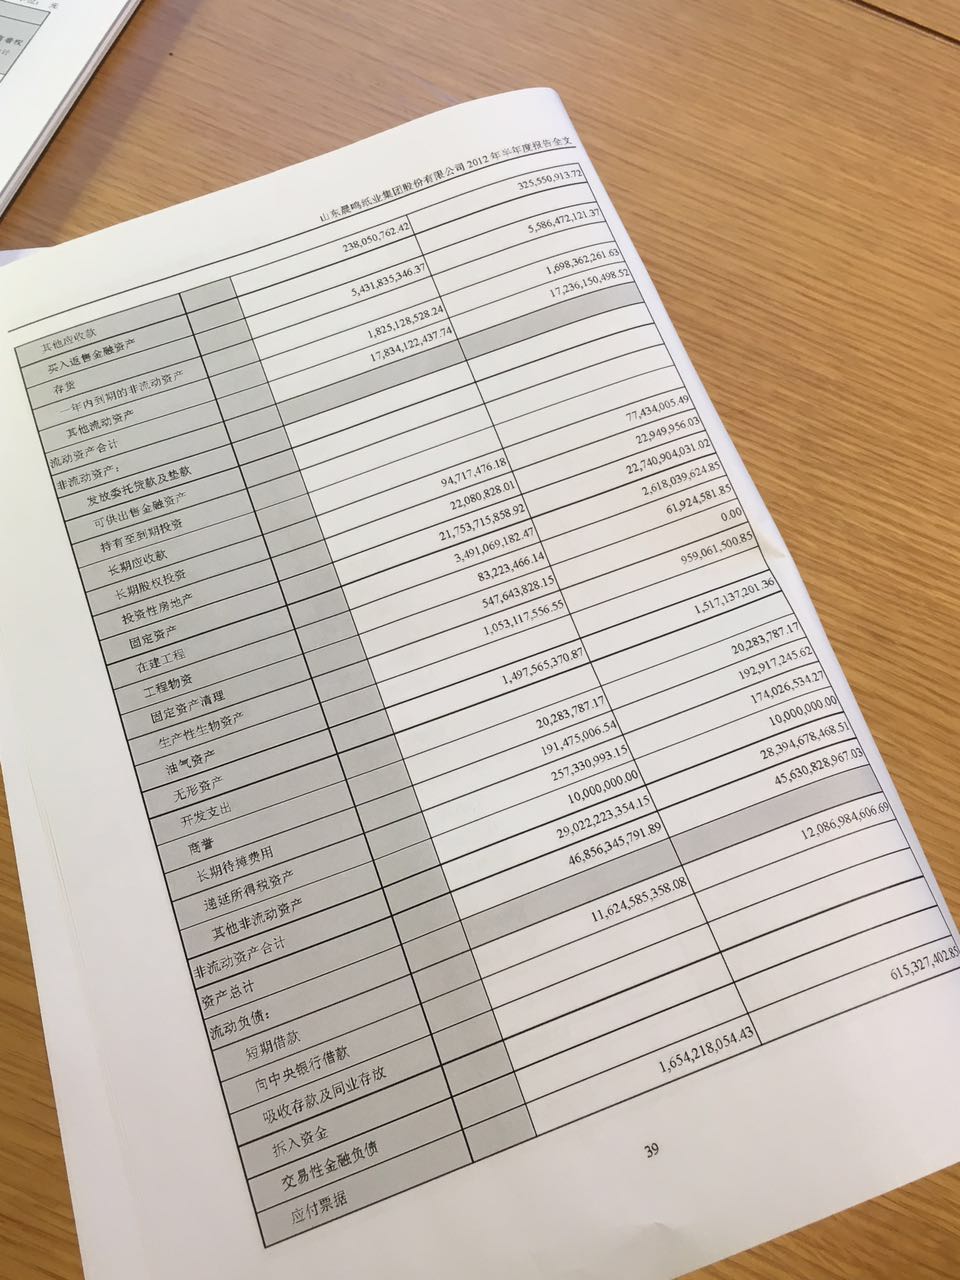 山东晨鸣纸业集团股份有限公司 2012 年半年度报告全文
其他应收款 238,050,762.42 325,550,913.72
买入返售金融资产
存货 5,431,835,346.37 5,586,472,121.37
一年内到期的非流动资产
其他流动资产 1,825,128,528.24 1,698,362,261.63
流动资产合计 17,834,122,437.74 17,236,150,498.52
非流动资产：
发放委托贷款及垫款
可供出售金融资产
持有至到期投资
长期应收款
长期股权投资 94,717,476.18 77,434,005.49
投资性房地产 22,080,828.01 22,949,956.03
固定资产 21,753,715,858.92 22,740,904,031.02
在建工程 3,491,069,182.47 2,618,039,624.85
工程物资 83,223,466.14 61,924,581.85
固定资产清理 547,643,828.15 0.00
生产性生物资产 1,053,117,556.55 959,061,500.85
油气资产
无形资产 1,497,565,370.87 1,517,137,201.36
开发支出
商誉 20,283,787.17 20,283,787.17
长期待摊费用 191,475,006.54 192,917,245.62
递延所得税资产 257,330,993.15 174,026,534.27
其他非流动资产 10,000,000.00 10,000,000.00
非流动资产合计 29,022,223,354.15 28,394,678,468.51
资产总计 46,856,345,791.89 45,630,828,967.03
流动负债：
短期借款 11,624,585,358.08 12,086,984,606.69
向中央银行借款
吸收存款及同业存放
拆入资金
交易性金融负债
应付票据 1,654,218,054.43 615,327,402.85
39